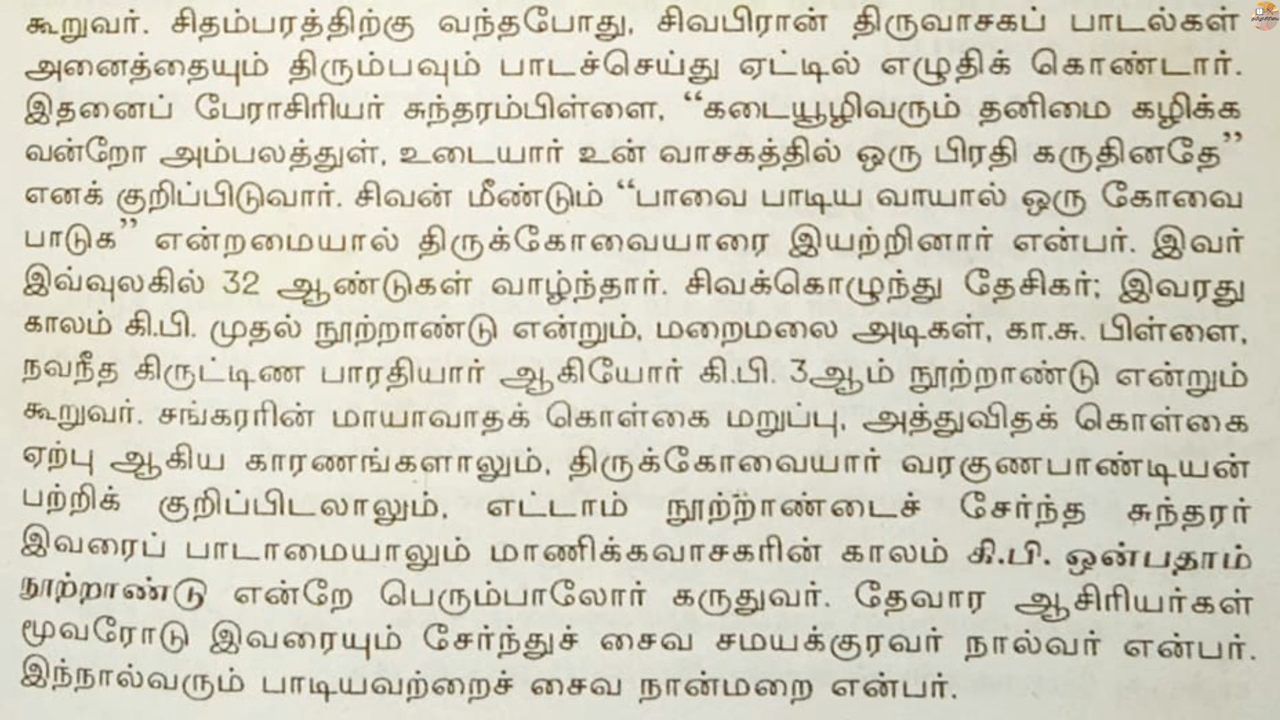 கூறுவர். சிதம்பரத்திற்கு வந்தபோது, சிவபிரான் திருவாசகப் பாடல்கள்
அனைத்தையும் திரும்பவும் பாடச்செய்து ஏட்டில் எழுதிக் கொண்டார்.
இதனைப் பேராசிரியர் சுந்தரம்பிள்ளை, “கடையூழிவரும் தனிமை கழிக்க
வன்றோ அம்பலத்துள், உடையார் உன் வாசகத்தில் ஒரு பிரதி கருதினதே”
எனக் குறிப்பிடுவார். சிவன் மீண்டும் “பாவை பாடிய வாயால் ஒரு கோவை
பாடுக” என்றமையால் திருக்கோவையாரை இயற்றினார் என்பர். இவர்
இவ்வுலகில் 32 ஆண்டுகள் வாழ்ந்தார். சிவக்கொழுந்து தேசிகர்; இவரது
காலம் கி.பி. முதல் நூற்றாண்டு என்றும், மறைமலை அடிகள், கா.சு. பிள்ளை,
நவநீத கிருட்டிண பாரதியார் ஆகியோர் கி.பி. 3ஆம் நூற்றாண்டு என்றும்
கூறுவர். சங்கரரின் மாயாவாதக் கொள்கை மறுப்பு, அத்துவிதக் கொள்கை
ஏற்பு ஆகிய காரணங்களாலும், திருக்கோவையார் வரகுணபாண்டியன்
பற்றிக் குறிப்பிடலாலும், எட்டாம் நூற்றாண்டைச் சேர்ந்த சுந்தரர்
இவரைப் பாடாமையாலும் மாணிக்கவாசகரின் காலம் கி.பி. ஒன்பதாம்
நூற்றாண்டு என்றே பெரும்பாலோர் கருதுவர். தேவார ஆசிரியர்கள்
மூவரோடு இவரையும் சேர்ந்துச் சைவ சமயக்குரவர் நால்வர் என்பர்.
இந்நால்வரும் பாடியவற்றைச் சைவ நான்மறை என்பர்.